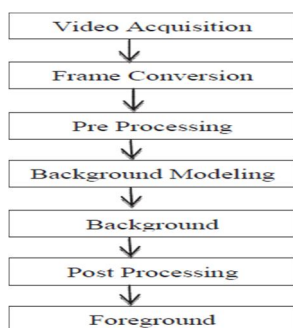 Video Acquisition
Frame Conversion
Pre Processing
Background Modeling
Background
Post Processing
Foreground